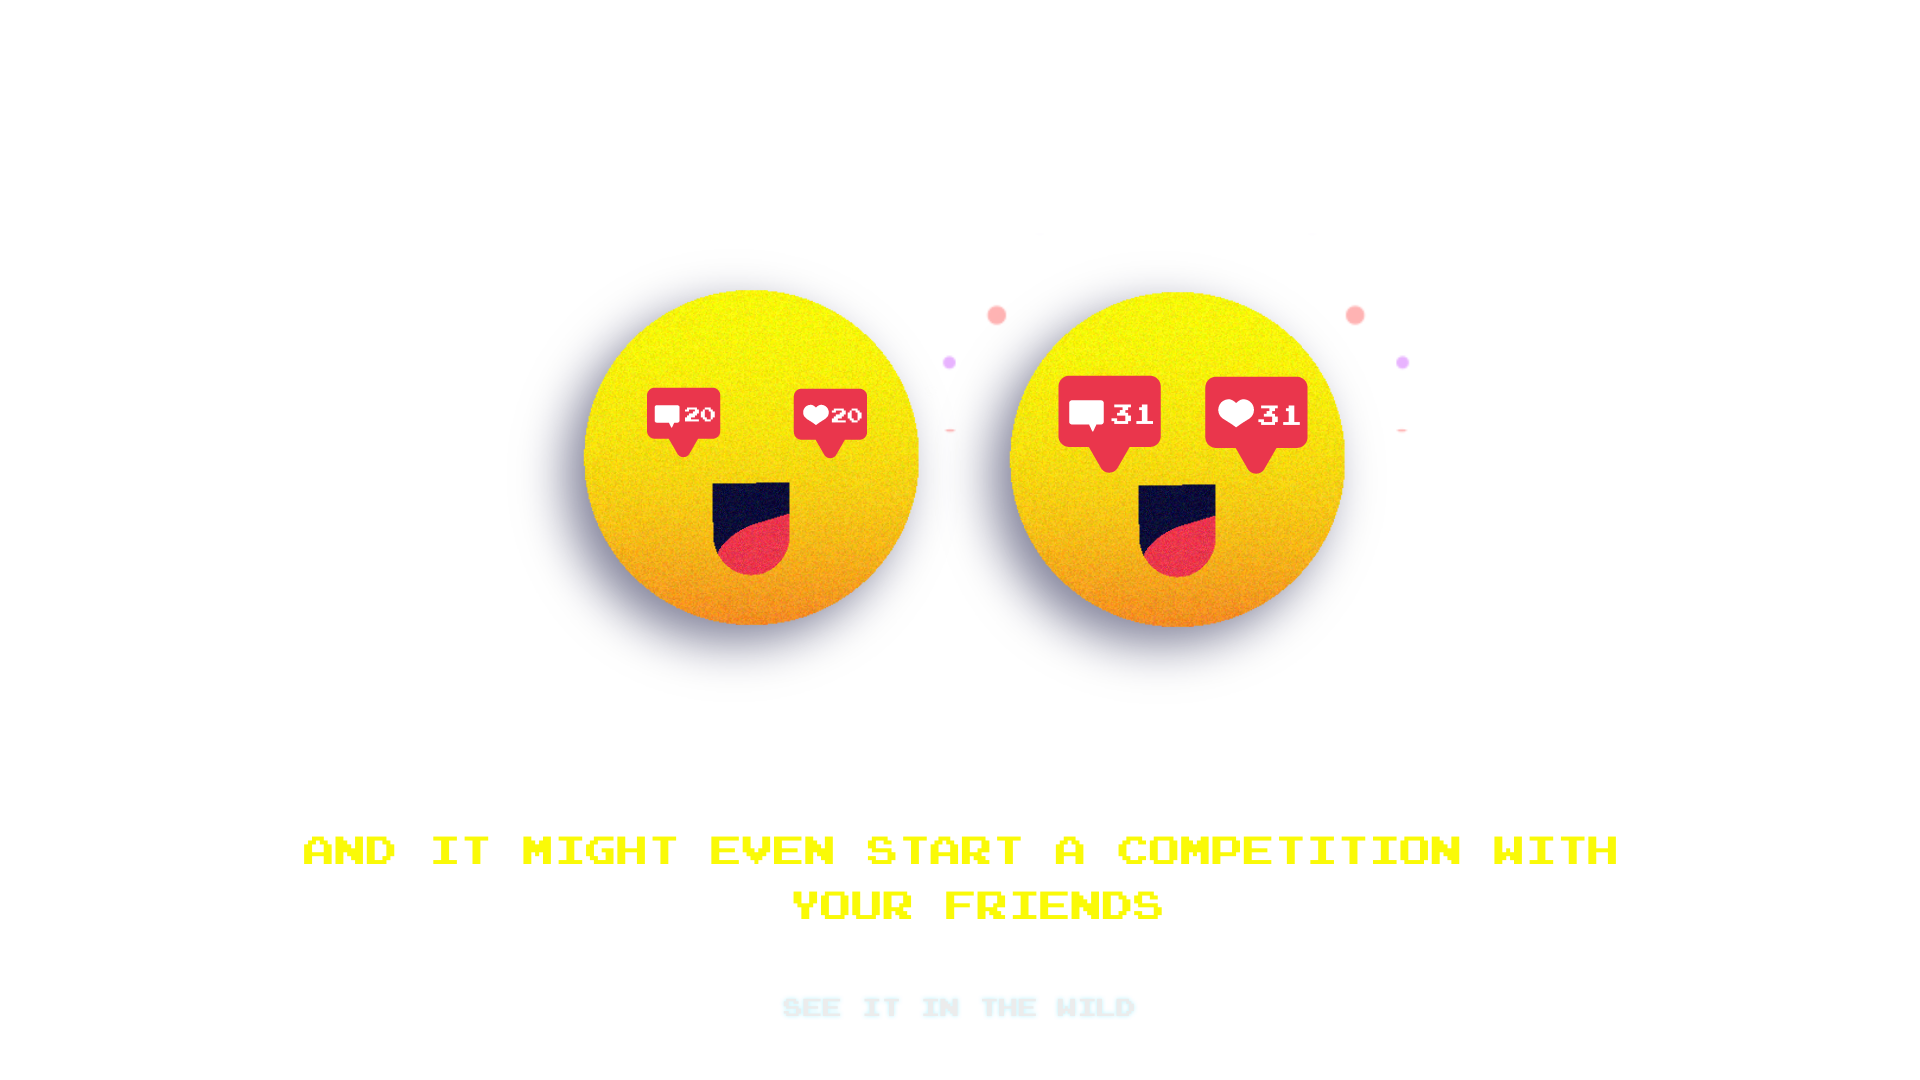 20 20 31 31
AND IT MIGHT EVEN START A COMPETITION WITH
YOUR FRIENDS
SEE IT IN THE WILD